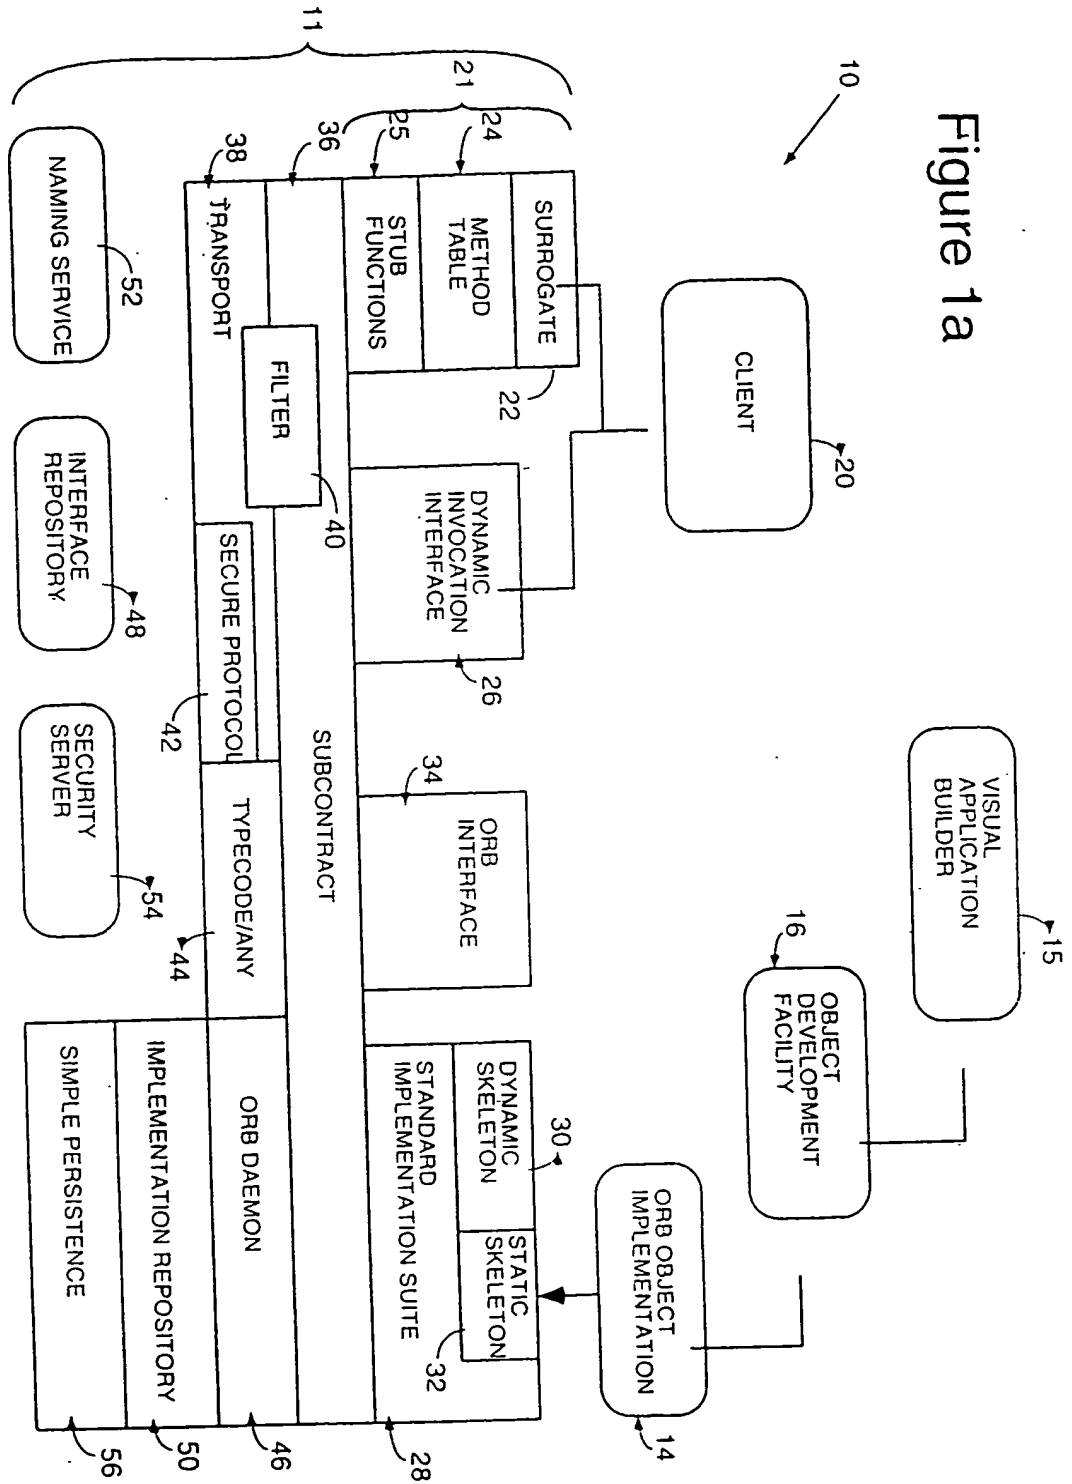 Figure 1a
10
CLIENT
20
VISUAL
APPLICATION
BUILDER
15
16
OBJECT
DEVELOPMENT
FACILITY
ORB OBJECT
IMPLEMENTATION
14
11
21
SURROGATE
22
24
METHOD
TABLE
25
STUB
FUNCTIONS
DYNAMIC
INVOCATION
INTERFACE
26
34
ORB
INTERFACE
30
DYNAMIC
SKELETON
STATIC
SKELETON
32
STANDARD
IMPLEMENTATION SUITE
28
36
SUBCONTRACT
FILTER
40
38
TRANSPORT
SECURE PROTOCOL
42
TYPECODE/ANY
44
ORB DAEMON
46
IMPLEMENTATION REPOSITORY
50
SIMPLE PERSISTENCE
56
NAMING SERVICE
52
INTERFACE
REPOSITORY
48
SECURITY
SERVER
54